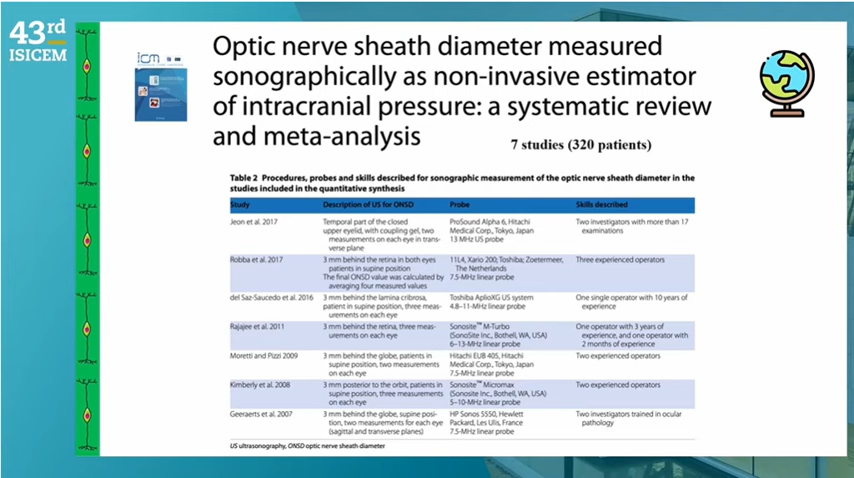 43rd
ISICEM
icm
Optic nerve sheath diameter measured
sonographically as non-invasive estimator
of intracranial pressure: a systematic review
and meta-analysis
7 studies (320 patients)
Table 2 Procedures, probes and skills described for sonographic measurement of the optic nerve sheath diameter in the
studies included in the quantitative synthesis
Study Description of US for ONSD Probe Skills described
Jeon et al. 2017 Temporal part of the closed ProSound Alpha 6, Hitachi Two investigators with more than 17
upper eyelid, with coupling gel, two Medical Corp., Tokyo, Japan examinations
measurements on each eye in trans- 13 MHz US probe
verse plane
Robba et al. 2017 3 mm behind the retina in both eyes 11L4, Xario 200; Toshiba; Zoetermeer, Three experienced operators
patients in supine position The Netherlands
The final ONSD value was calculated by 7.5-MHz linear probe
averaging four measured values
del Saz-Saucedo et al. 2016 3 mm behind the lamina cribrosa, Toshiba AplioXG US system One single operator with 10 years of
patient in supine position, three meas- 4.8–11-MHz linear probe experience
urements on each eye
Rajajee et al. 2011 3 mm behind the retina, three meas- Sonosite™ M-Turbo One operator with 3 years of
urements on each eye (SonoSite Inc., Bothell, WA, USA) experience, and one operator with
6–13-MHz linear probe 2 months of experience
Moretti and Pizzi 2009 3 mm behind the globe, patients in Hitachi EUB 405, Hitachi Two experienced operators
supine position, two measurements Medical Corp., Tokyo, Japan
on each eye 7.5-MHz linear probe
Kimberly et al. 2008 3 mm posterior to the orbit, patients in Sonosite™ Micromax Two experienced operators
supine position, three measurements (Sonosite Inc., Bothell, WA, USA)
on each eye 5–10-MHz linear probe
Geeraerts et al. 2007 3 mm behind the globe, supine posi- HP Sonos 5550, Hewlett Two investigators trained in ocular
tion, two measurements for each eye Packard, Les Ulis, France pathology
(sagittal and transverse planes) 7.5-MHz linear probe
US ultrasonography, ONSD optic nerve sheath diameter